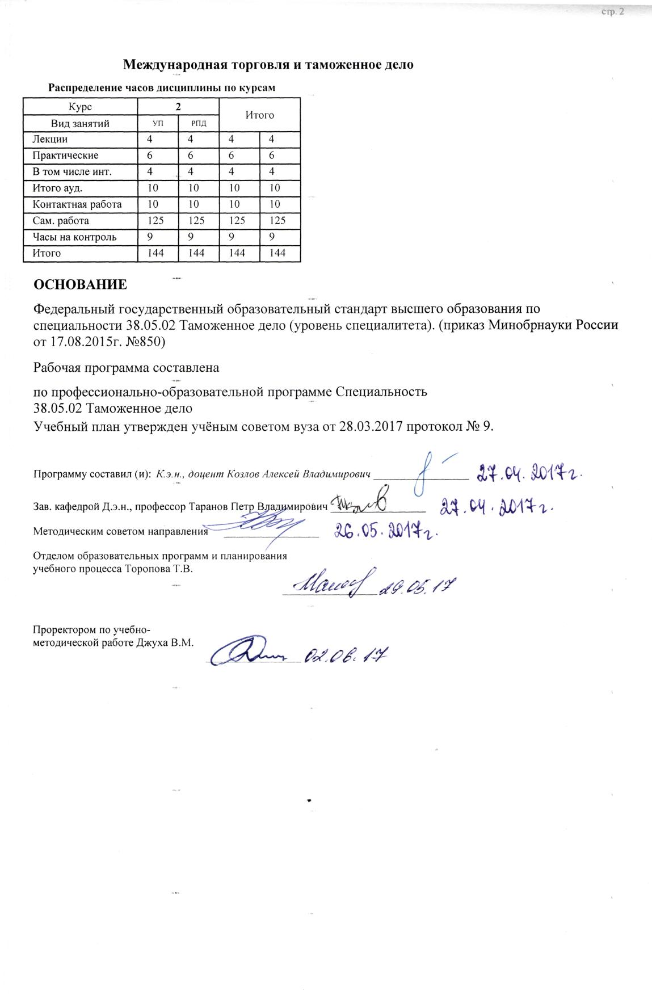 стр. 2
Международная торговля и таможенное дело
Распределение часов дисциплины по курсам
Курс 2 Итого
Вид занятий УП РПД
Лекции 4 4 4 4
Практические 6 6 6 6
В том числе инт. 4 4 4 4
Итого ауд. 10 10 10 10
Контактная работа 10 10 10 10
Сам. работа 125 125 125 125
Часы на контроль 9 9 9 9
Итого 144 144 144 144
ОСНОВАНИЕ
Федеральный государственный образовательный стандарт высшего образования по
специальности 38.05.02 Таможенное дело (уровень специалитета). (приказ Минобрнауки России
от 17.08.2015г. №850)
Рабочая программа составлена
по профессионально-образовательной программе Специальность
38.05.02 Таможенное дело
Учебный план утвержден учёным советом вуза от 28.03.2017 протокол № 9.
Программу составил (и): К.э.н., доцент Козлов Алексей Владимирович 27.04.2017г.
Зав. кафедрой Д.э.н., профессор Таранов Петр Владимирович 27.04.2017г.
Методическим советом направления 26.05.2017г.
Отделом образовательных программ и планирования
учебного процесса Торопова Т.В.
29.05.17
Проректором по учебно-
методической работе Джуха В.М.
02.06.17